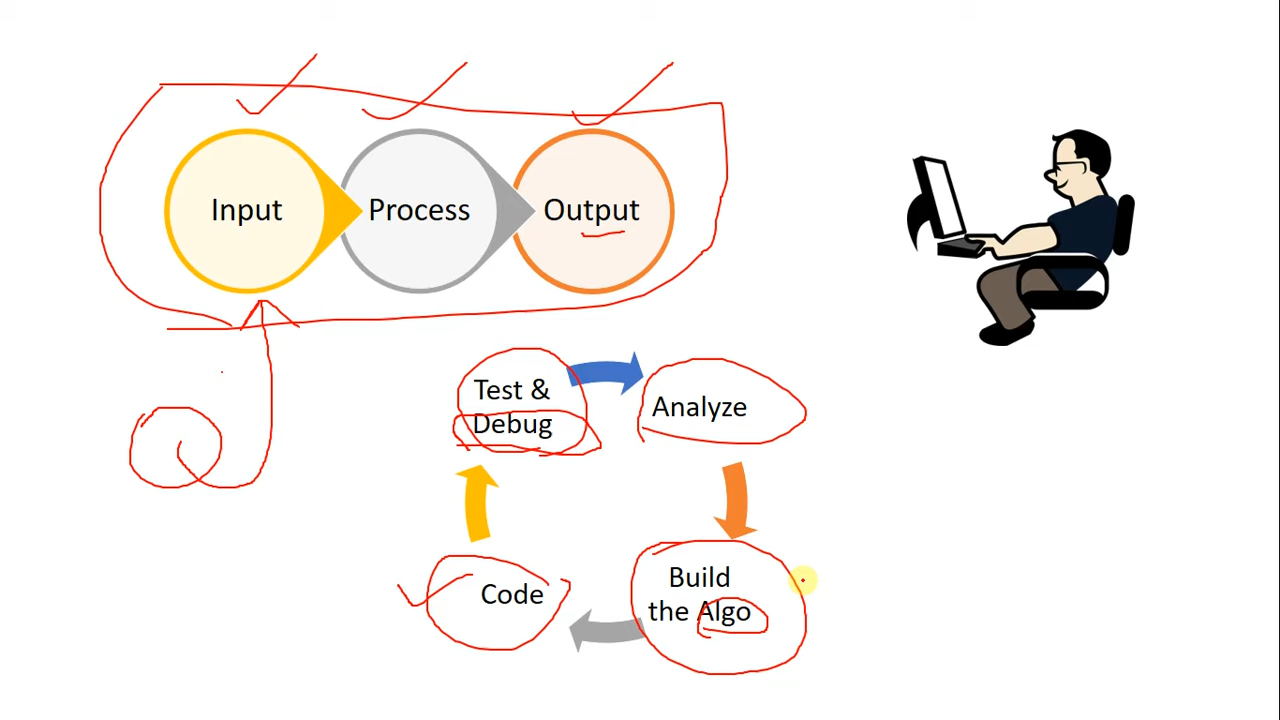 Input
Process
Output
Test &
Debug
Analyze
Code
Build
the Algo